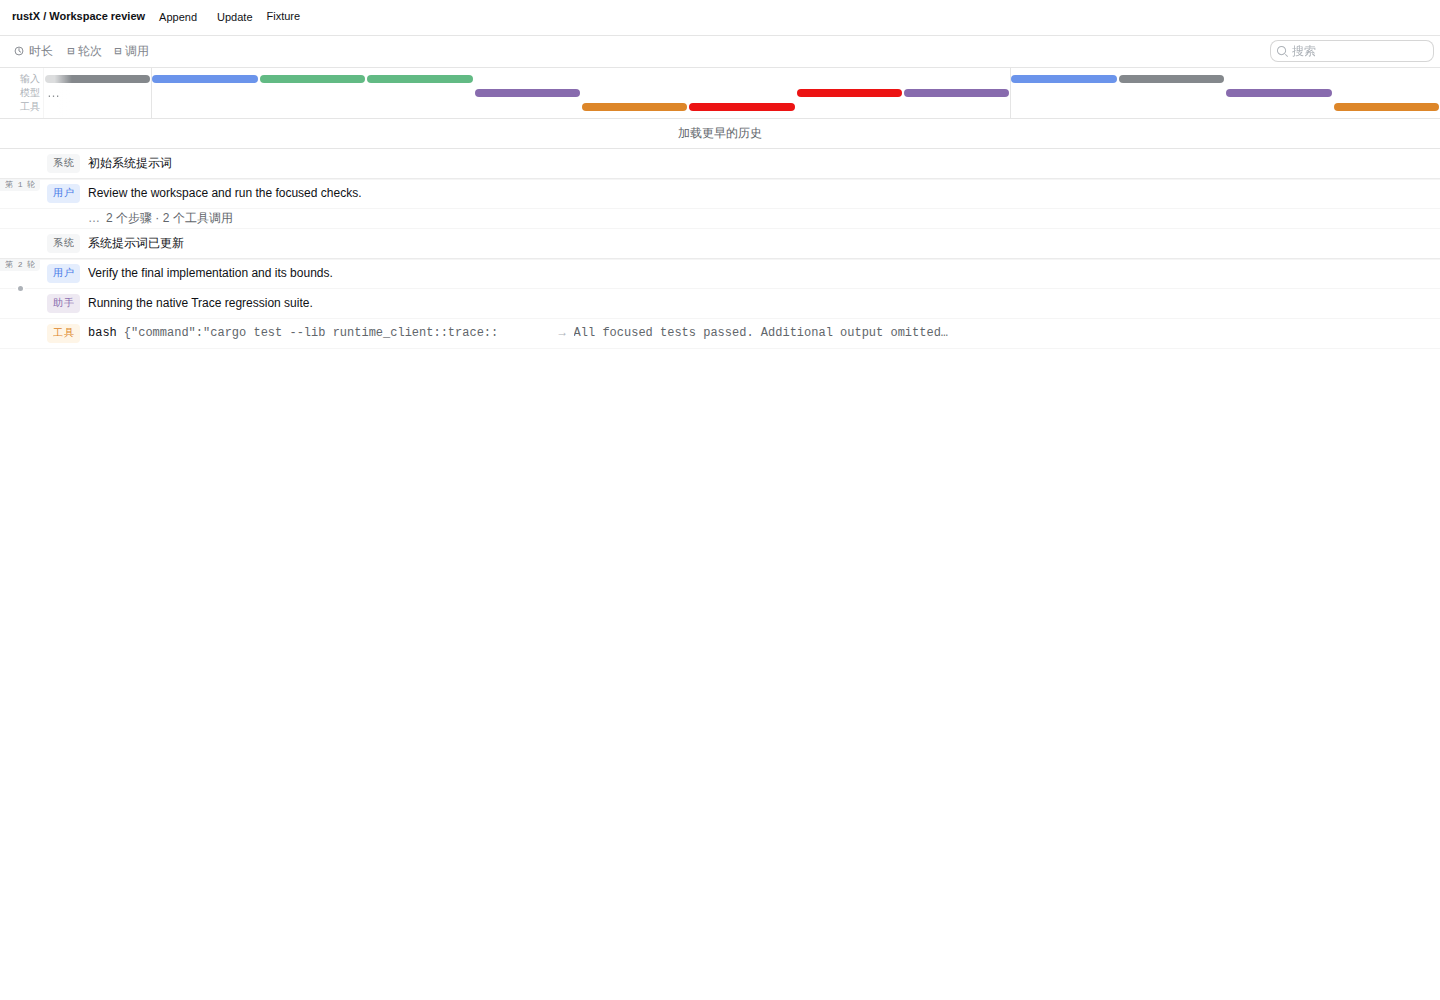 rustX / Workspace review Append Update Fixture
时长 轮次 调用 搜索
输入
模型 ...
工具
加载更早的历史
系统 初始系统提示词
第 1 轮
用户 Review the workspace and run the focused checks.
… 2 个步骤 · 2 个工具调用
系统 系统提示词已更新
第 2 轮
用户 Verify the final implementation and its bounds.
助手 Running the native Trace regression suite.
工具 bash {"command":"cargo test --lib runtime_client::trace:: → All focused tests passed. Additional output omitted…